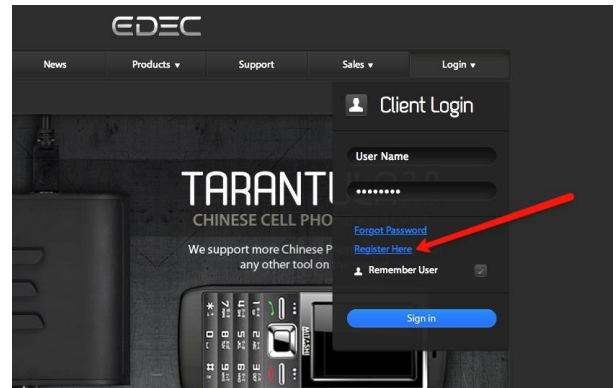 EDEC
News Products ▾ Support Sales ▾ Login ▾
Client Login
User Name
••••••••
Forgot Password
Register Here
Remember User
Sign in
TARANTUL
CHINESE CELL PHO
We support more Chinese P
any other tool on